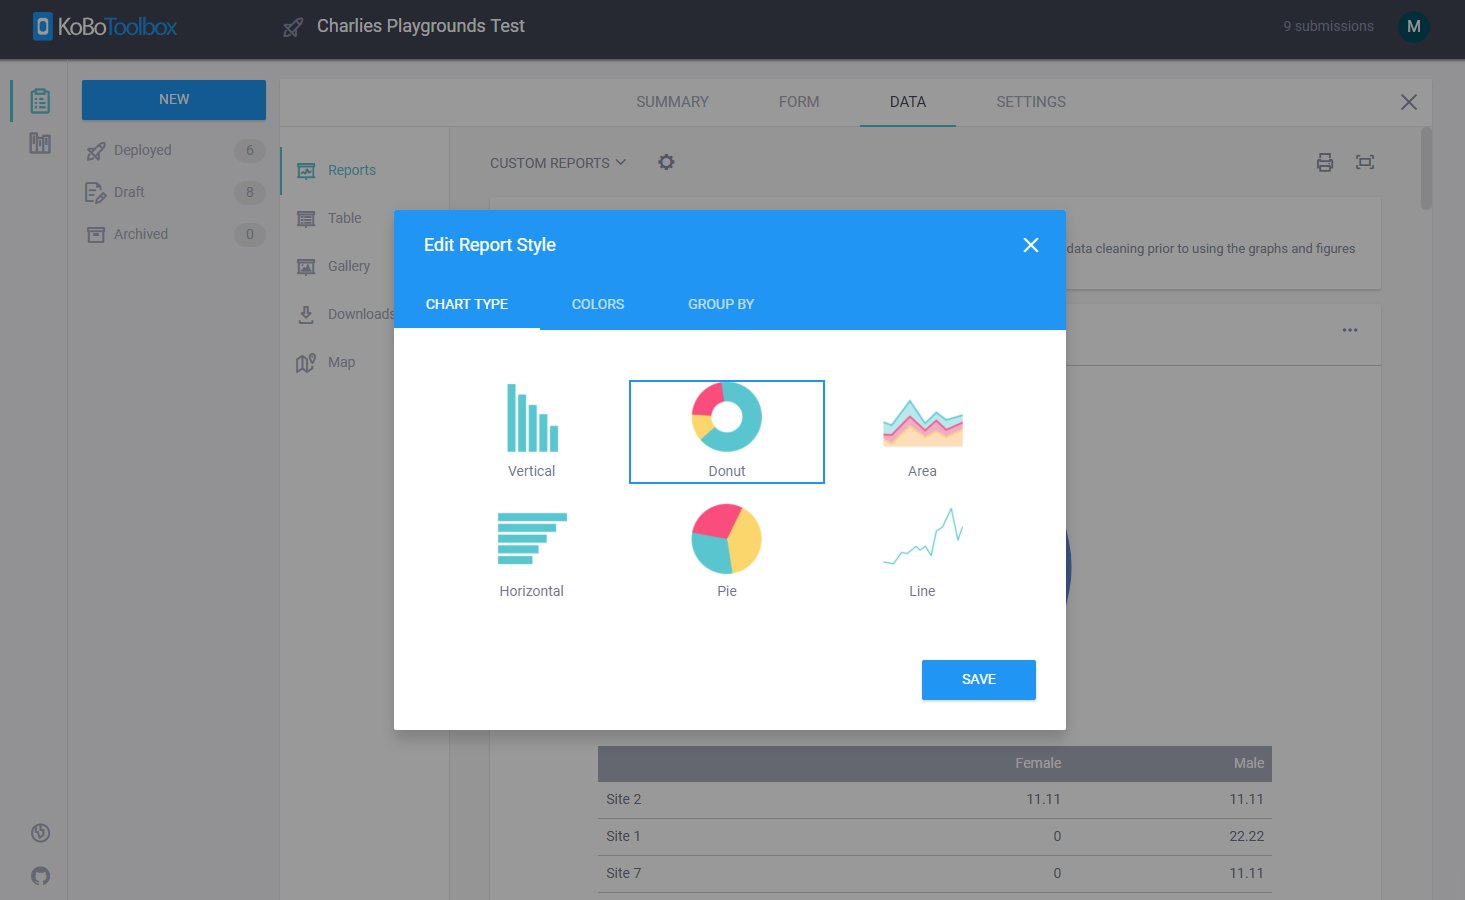 KoBoToolbox
Charlies Playgrounds Test
9 submissions
M
NEW
Deployed 6
Draft 8
Archived 0
SUMMARY FORM DATA SETTINGS
Reports
Table
Gallery
Downloads
Map
CUSTOM REPORTS
data cleaning prior to using the graphs and figures
Edit Report Style
CHART TYPE COLORS GROUP BY
Vertical Donut Area
Horizontal Pie Line
SAVE
Female Male
Site 2 11.11 11.11
Site 1 0 22.22
Site 7 0 11.11